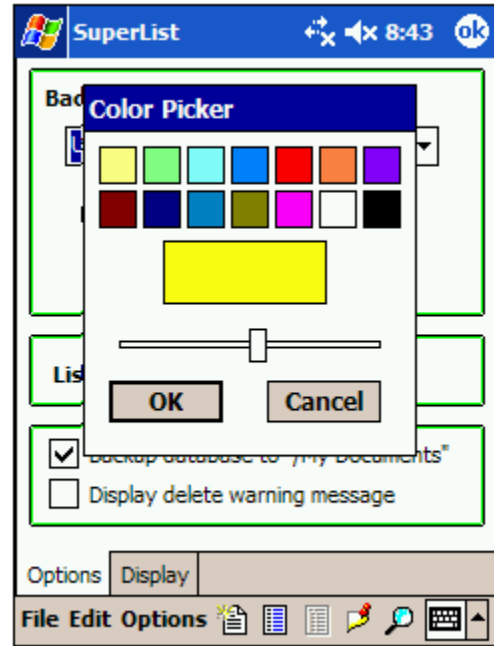 SuperList 8:43 ok
Bac
Color Picker
Lis
OK Cancel
Backup database to "/My Documents"
Display delete warning message
Options Display
File Edit Options